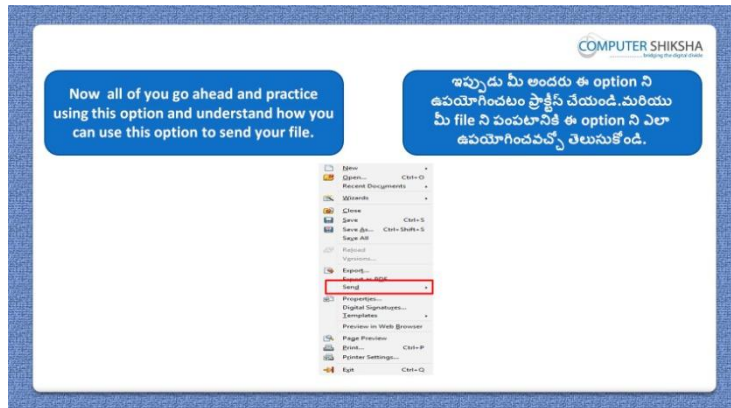 COMPUTER SHIKSHA
bridging the digital divide
Now all of you go ahead and practice
using this option and understand how you
can use this option to send your file.
ఇప్పుడు మీ అందరు ఈ option ని
ఉపయోగించటం ప్రాక్టీస్ చేయండి.మరియు
మీ file ని పంపటానికి ఈ option ని ఎలా
ఉపయోగించవచ్చో తెలుసుకోండి.
New
Open... Ctrl+O
Recent Documents
Wizards
Close
Save Ctrl+S
Save As... Ctrl+Shift+S
Save All
Reload
Versions...
Export...
Export as PDF...
Send
Properties...
Digital Signatures...
Templates
Preview in Web Browser
Page Preview
Print... Ctrl+P
Printer Settings...
Exit Ctrl+Q